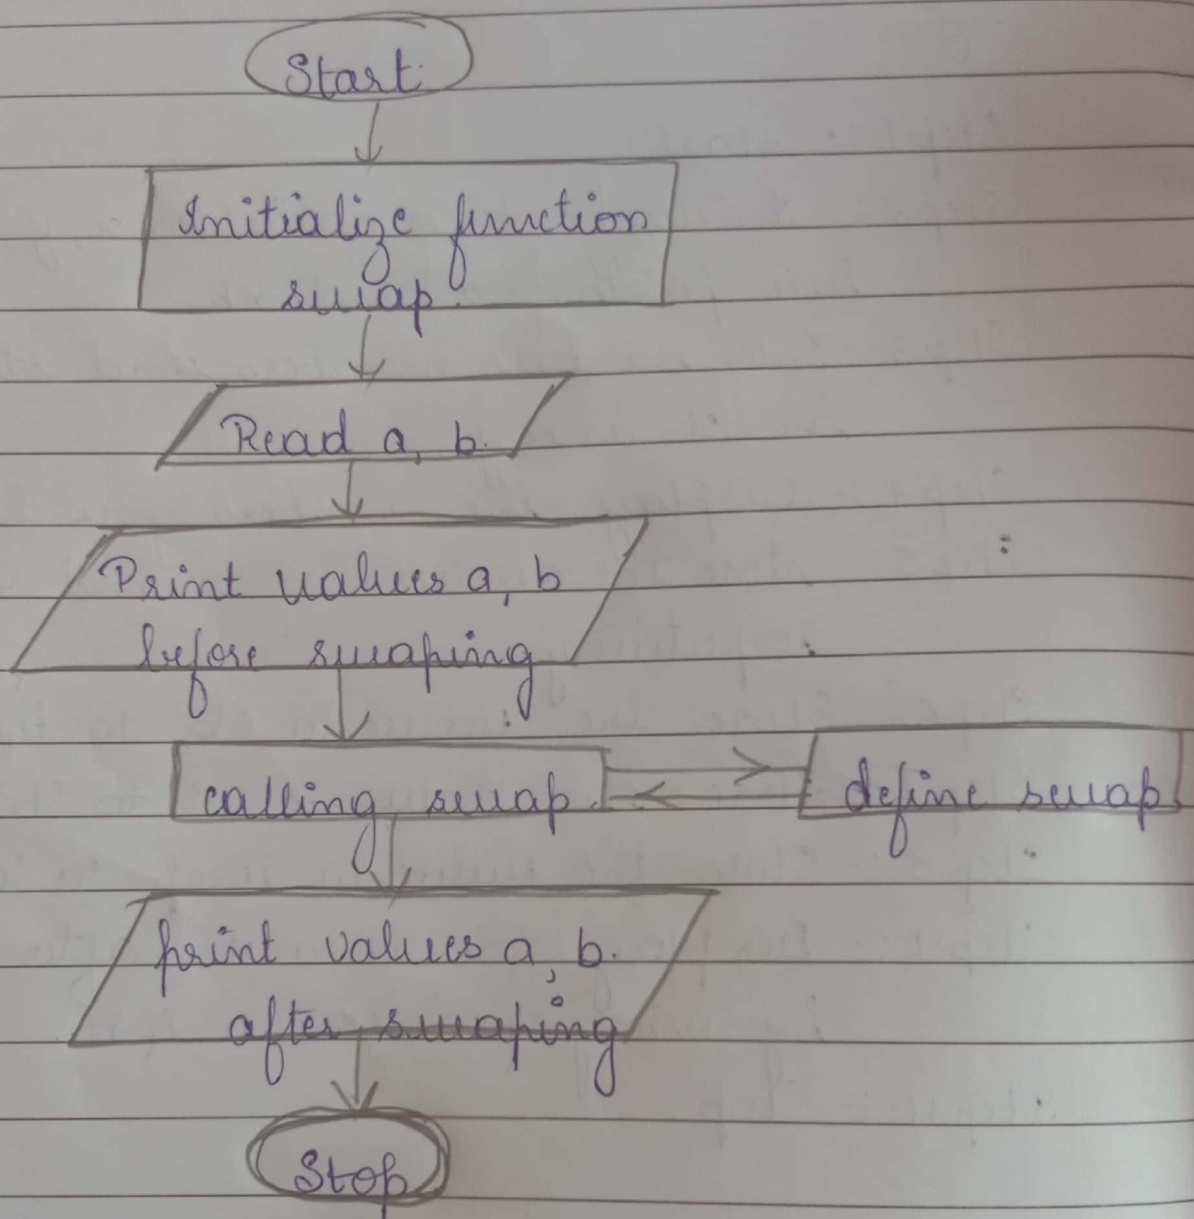 Start
Initialize function
swap.
Read a, b.
Print values a, b
before swaping
calling swap.
define swap
print values a, b.
after swaping
Stop